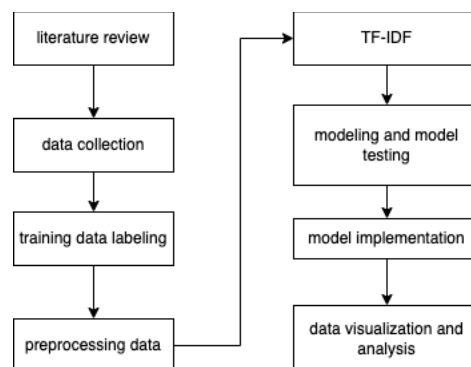 literature review
data collection
training data labeling
preprocessing data
TF-IDF
modeling and model
testing
model implementation
data visualization and
analysis